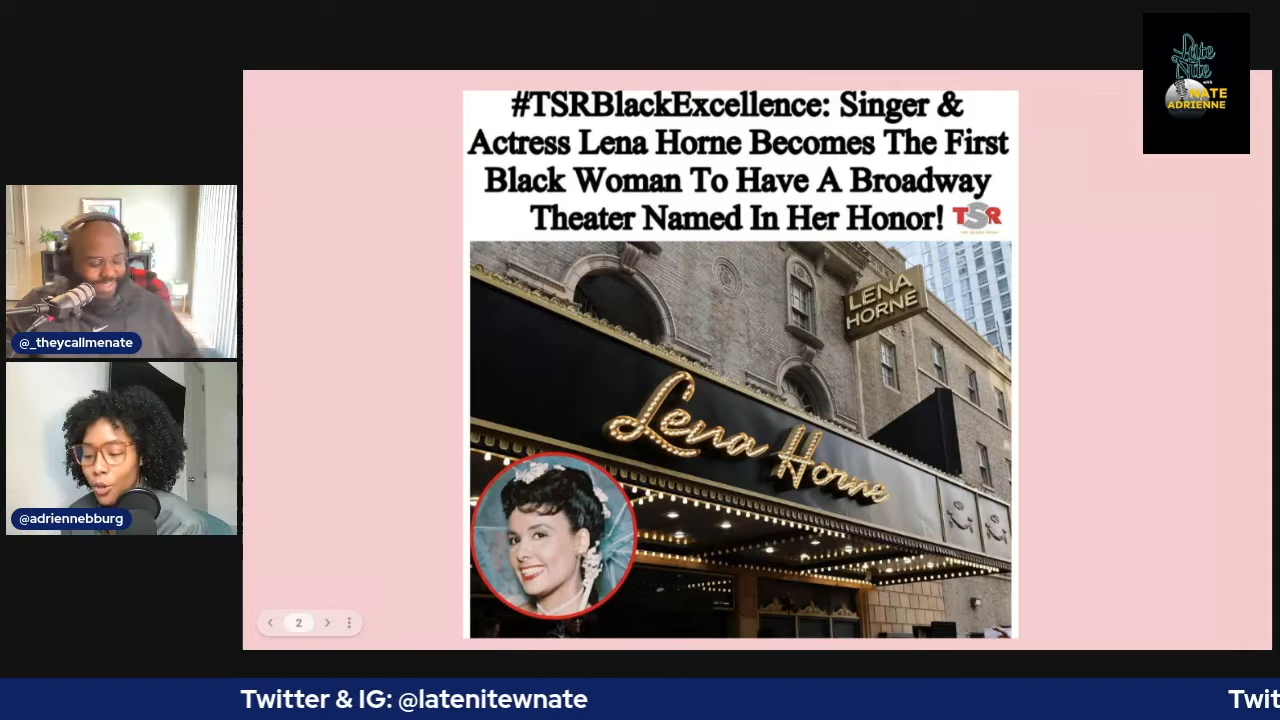 Late
Nite
with
NATE
ADRIENNE
#TSRBlackExcellence: Singer &
Actress Lena Horne Becomes The First
Black Woman To Have A Broadway
Theater Named In Her Honor!
TSR
LENA
HORNE
Lena Horne
@_theycallmenate
@adriennebburg
2
Twitter & IG: @latenitewnate
Twit